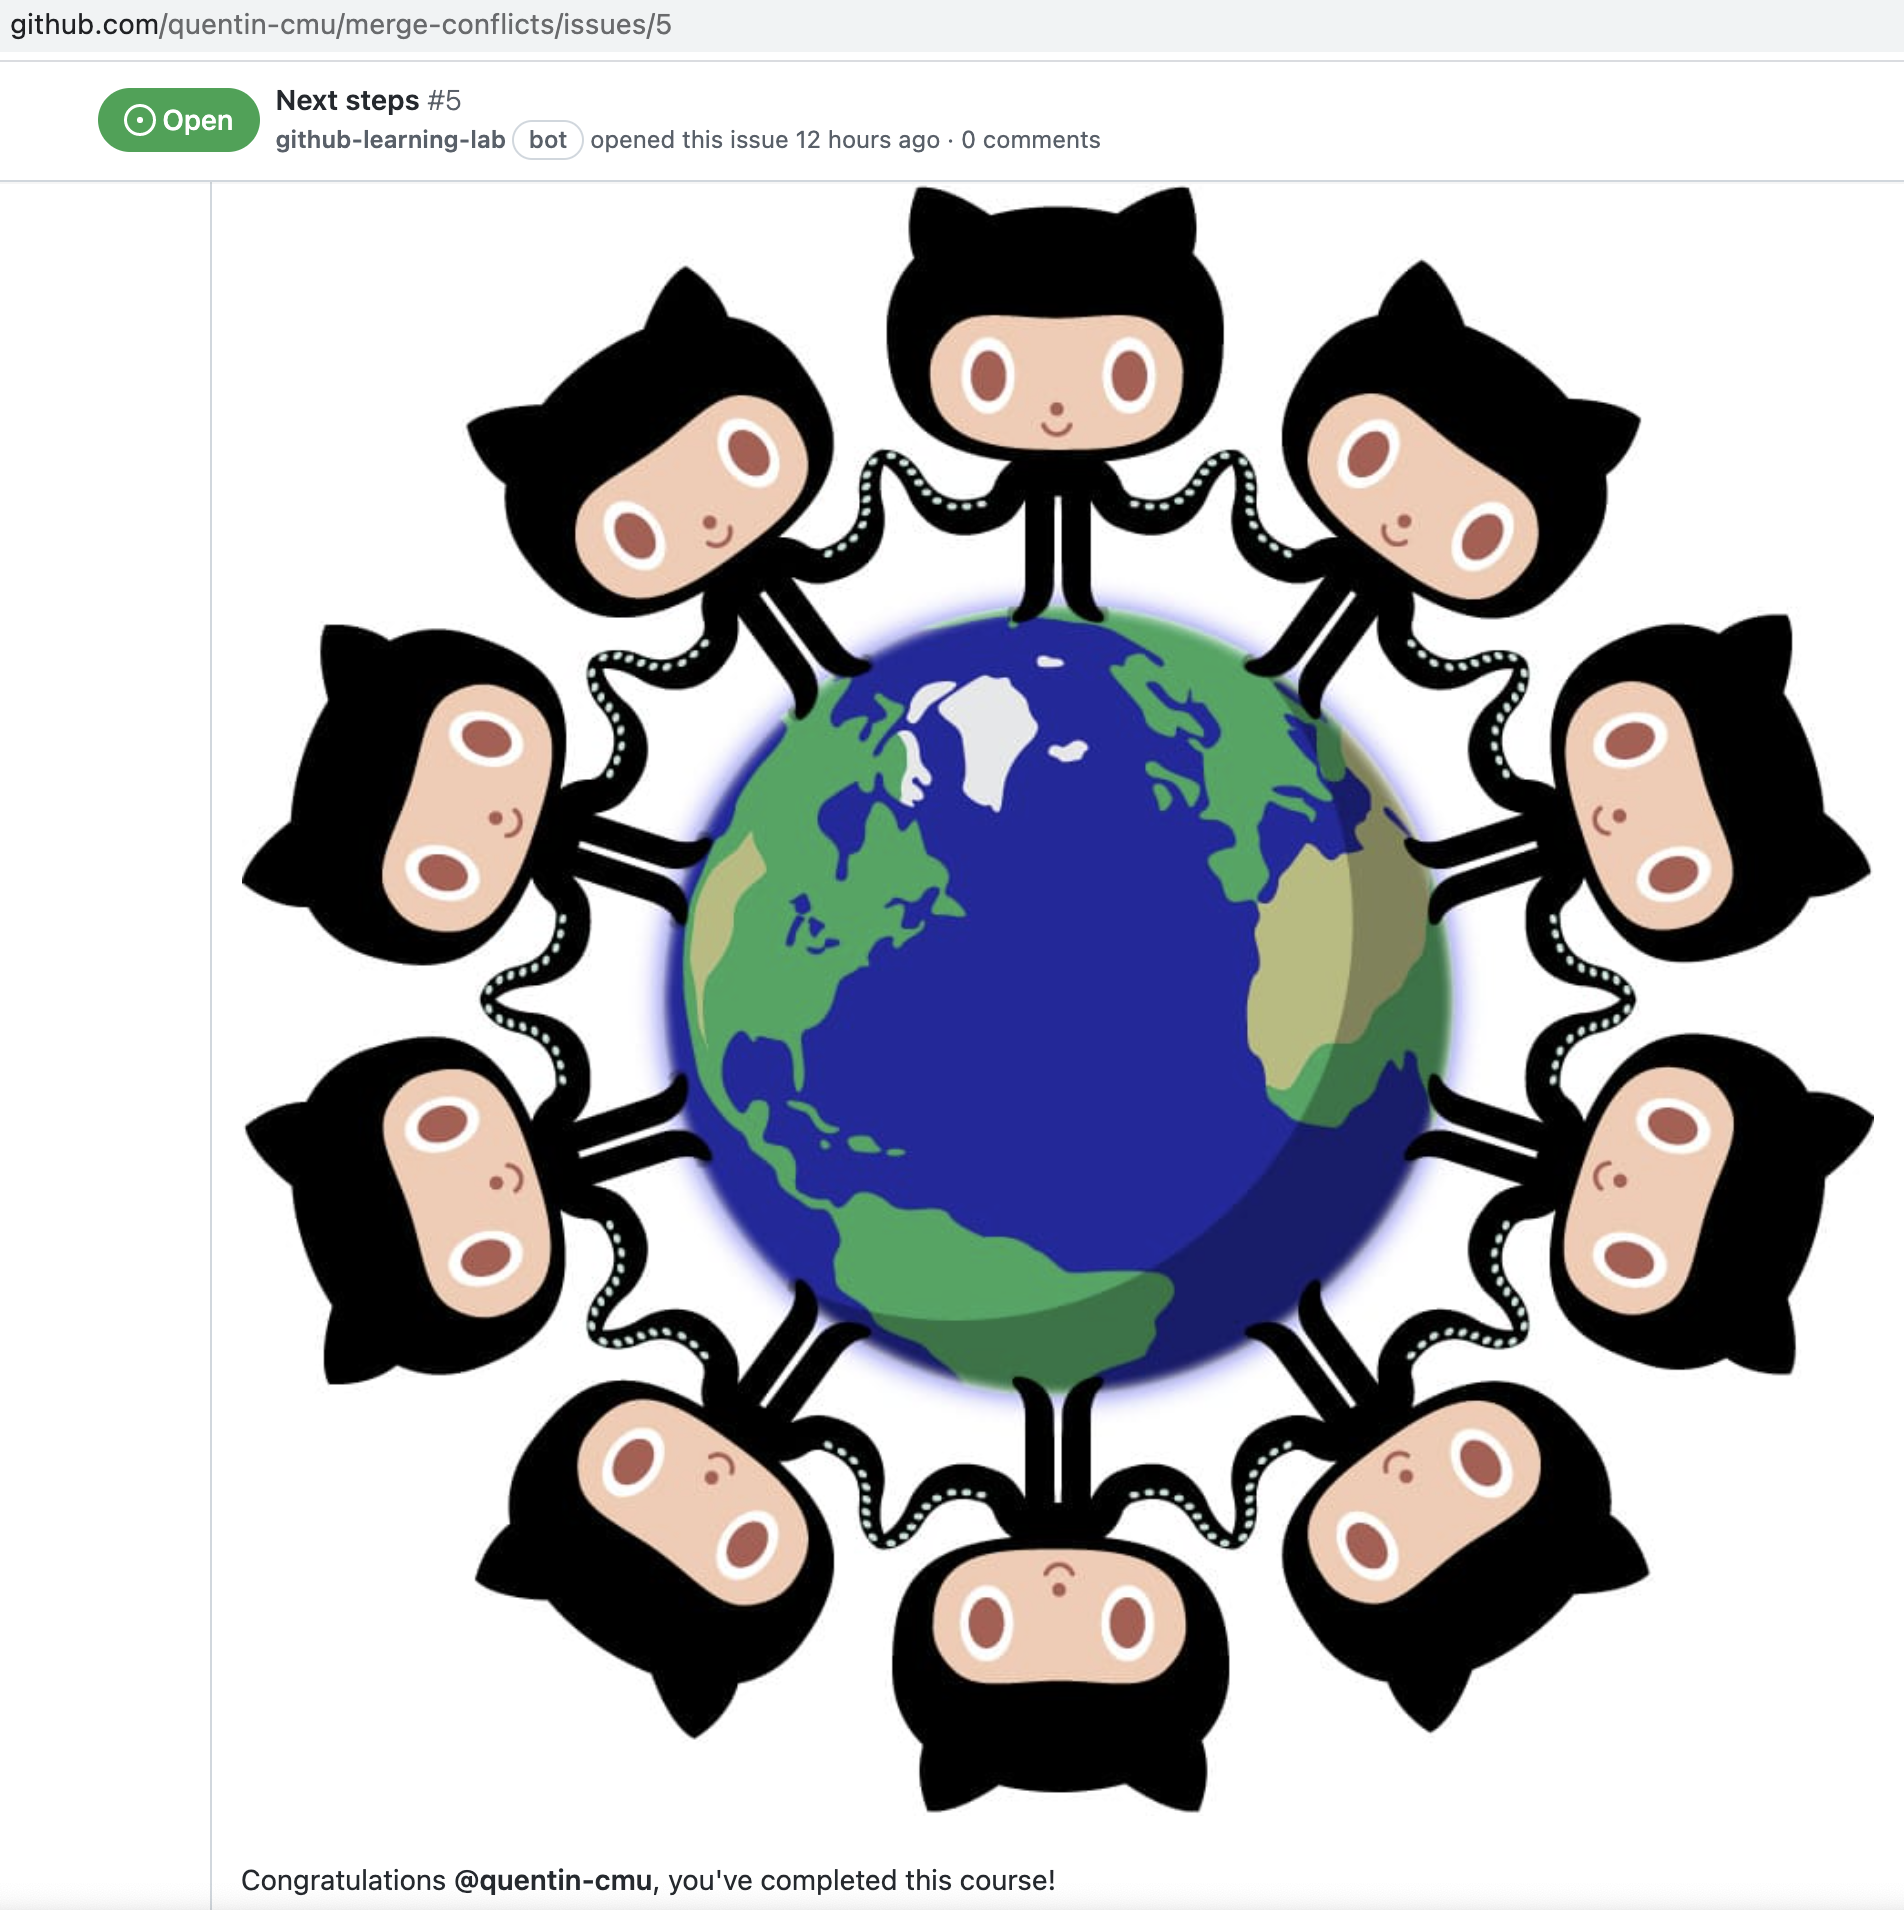 github.com/quentin-cmu/merge-conflicts/issues/5
Open
Next steps #5
github-learning-lab bot opened this issue 12 hours ago · 0 comments
Congratulations @quentin-cmu, you've completed this course!